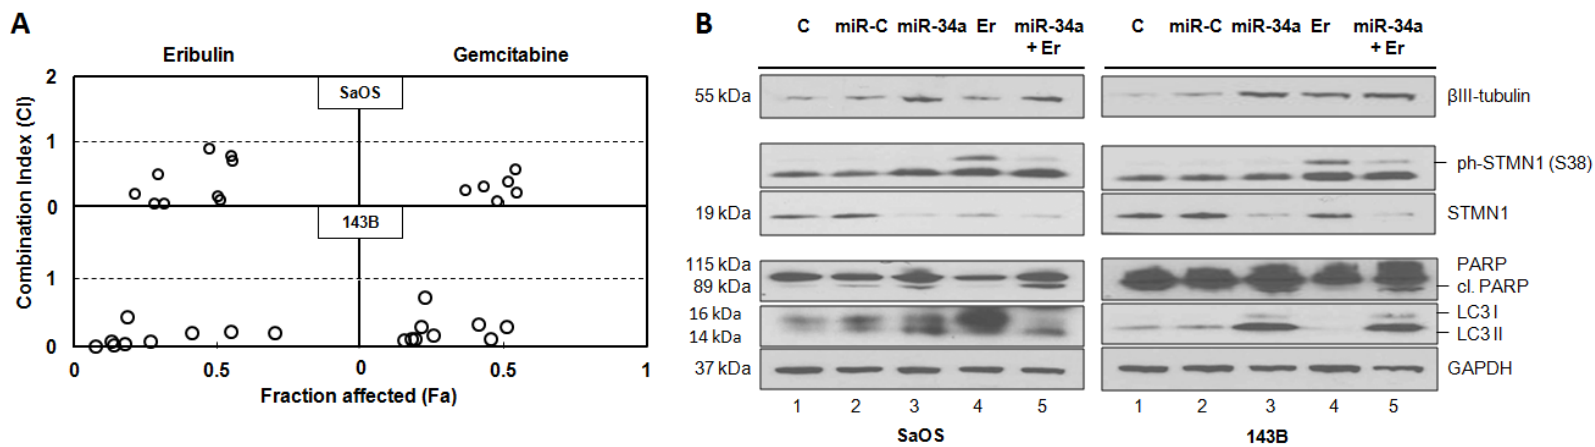 A
Eribulin Gemcitabine
2
SaOS
1
0
143B
1
0
0 0.5 0 0.5 1
Combination Index (CI)
Fraction affected (Fa)
B
C miR-C miR-34a Er miR-34a + Er
C miR-C miR-34a Er miR-34a + Er
55 kDa βIII-tubulin
ph-STMN1 (S38)
19 kDa STMN1
115 kDa PARP
89 kDa cl. PARP
16 kDa LC3 I
14 kDa LC3 II
37 kDa GAPDH
1 2 3 4 5 1 2 3 4 5
SaOS 143B